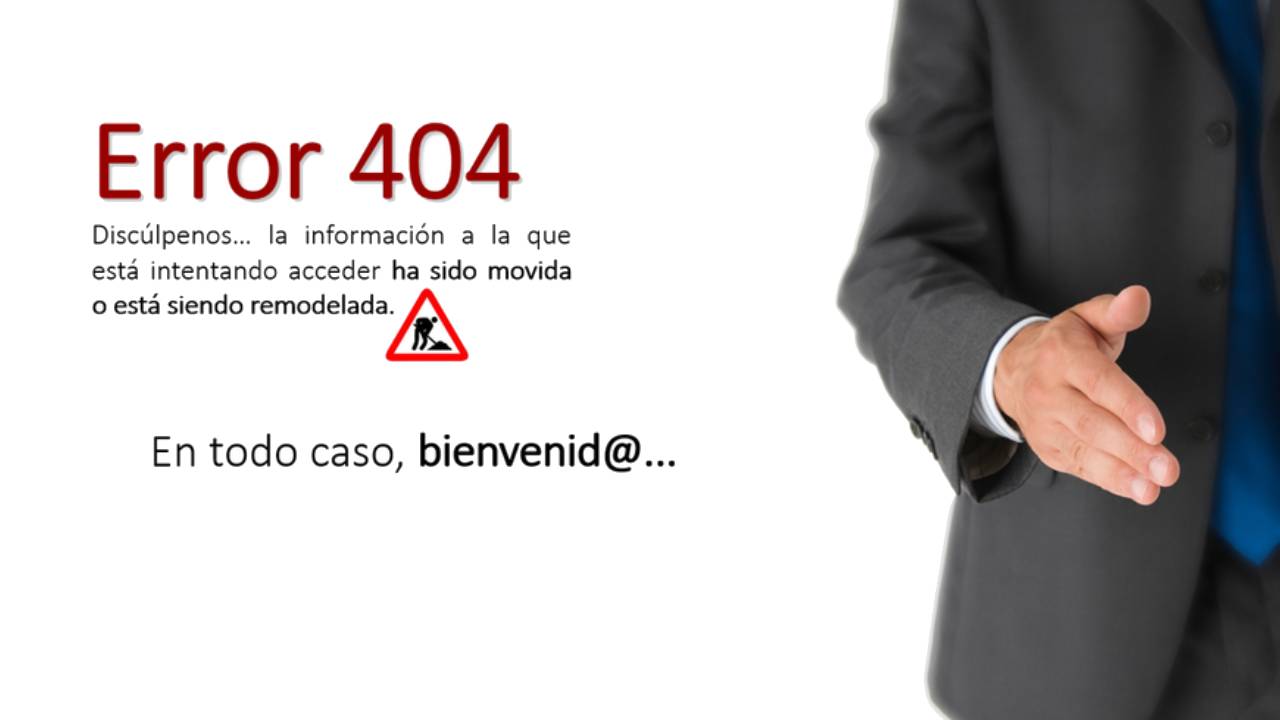 Error 404
Discúlpenos... la información a la que
está intentando acceder ha sido movida
o está siendo remodelada.
En todo caso, bienvenid@...